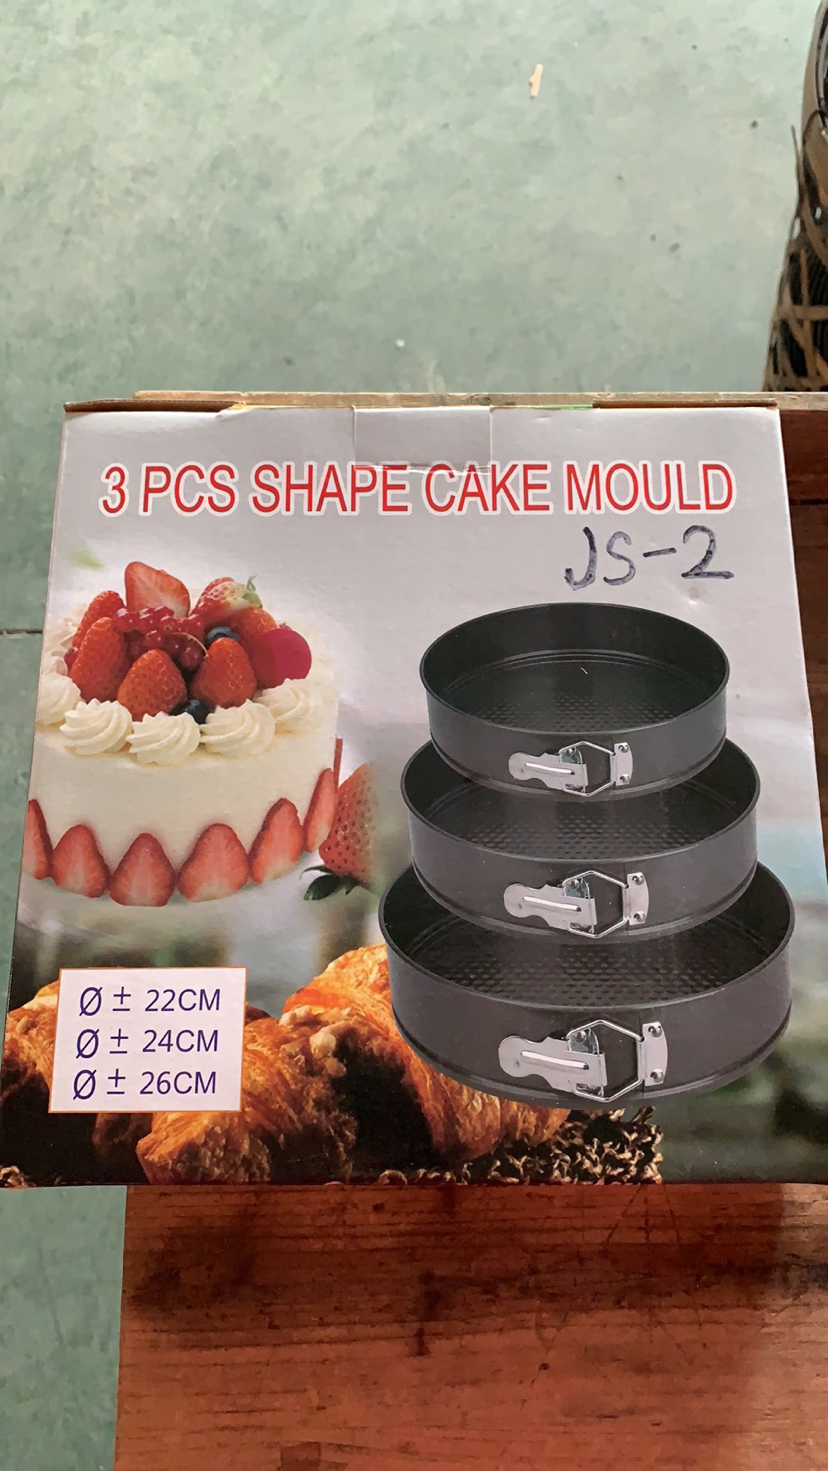 3 PCS SHAPE CAKE MOULD
JS-2
Ø ± 22CM
Ø ± 24CM
Ø ± 26CM